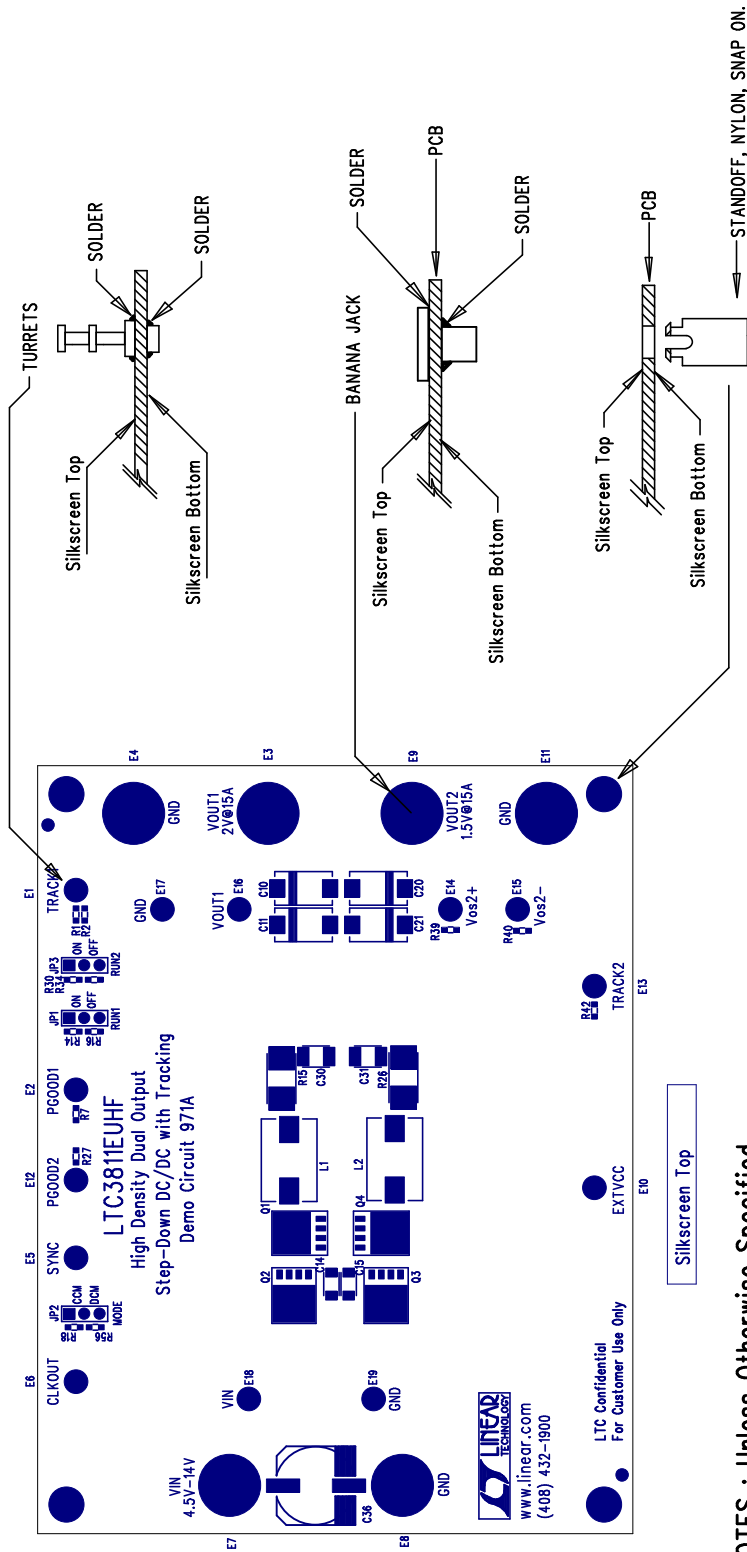 TURRETS
SOLDER
SOLDER
Silkscreen Top
Silkscreen Bottom
BANANA JACK
SOLDER
PCB
SOLDER
Silkscreen Top
Silkscreen Bottom
PCB
Silkscreen Top
Silkscreen Bottom
STANDOFF, NYLON, SNAP ON.
E6
E5
E12
E2
E1
CLKOUT
SYNC
PGOOD2
PGOOD1
TRACK1
JP2
CCM
DCM
MODE
R18
R56
R27
R7
JP1
ON
OFF
RUN1
R14
R16
JP3
ON
OFF
RUN2
R30
R34
R1
R2
LTC3811EUHF
High Density Dual Output
Step-Down DC/DC with Tracking
Demo Circuit 971A
E4
GND
E3
VOUT1
2V@15A
E9
VOUT2
1.5V@15A
E11
GND
E17
GND
E16
VOUT1
C10
C11
C20
C21
E14
Vos2+
R39
E15
Vos2-
R40
E7
VIN
4.5V-14V
E8
GND
C36
E18
VIN
E19
GND
Q2
Q1
C14
C15
Q3
Q4
L1
L2
R15
C30
C31
R26
R42
TRACK2
E13
EXTVCC
E10
LINEAR
TECHNOLOGY
www.linear.com
(408) 432-1900
LTC Confidential
For Customer Use Only
Silkscreen Top